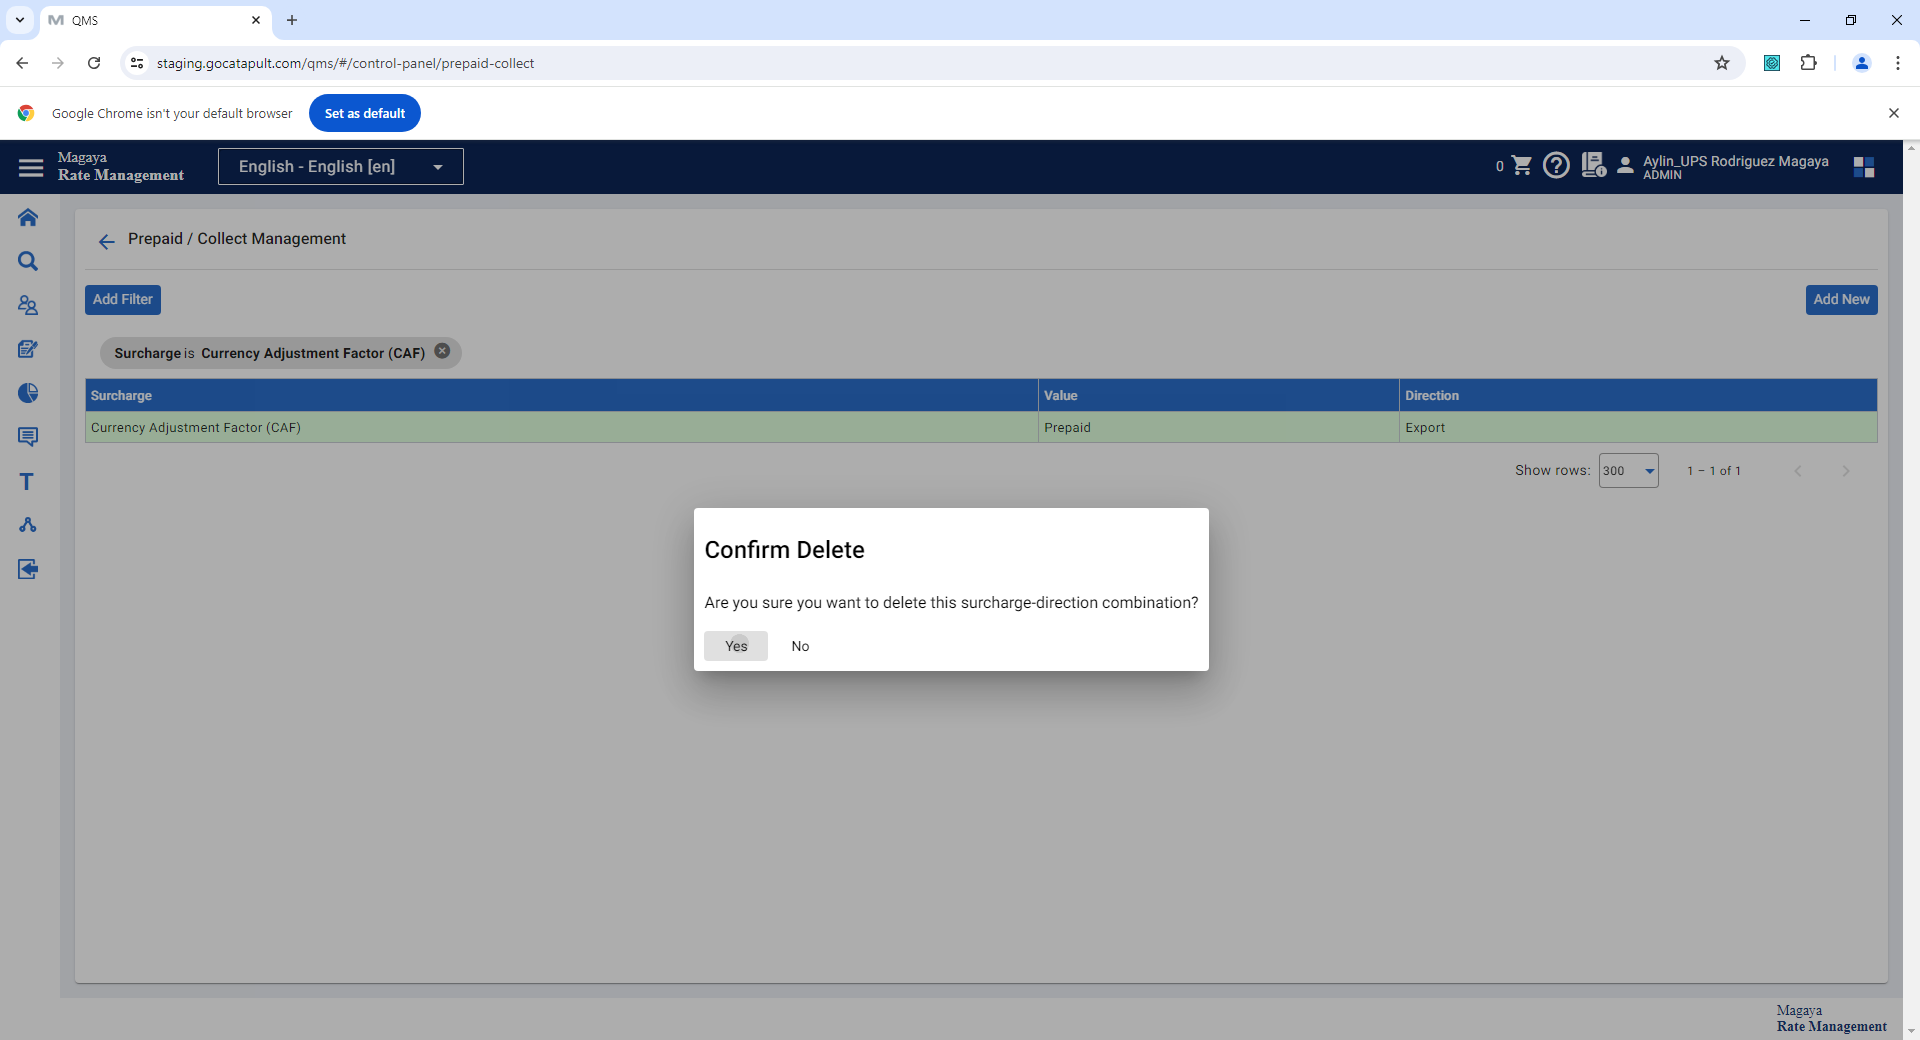 QMS
staging.gocatapult.com/qms/#/control-panel/prepaid-collect
Google Chrome isn't your default browser
Set as default
Magaya
Rate Management
English - English [en]
0
Aylin_UPS Rodriguez Magaya
ADMIN
Prepaid / Collect Management
Add Filter
Add New
Surcharge is Currency Adjustment Factor (CAF)
Surcharge Value Direction
Currency Adjustment Factor (CAF) Prepaid Export
Show rows: 300 1 – 1 of 1
Confirm Delete
Are you sure you want to delete this surcharge-direction combination?
Yes No
Magaya
Rate Management